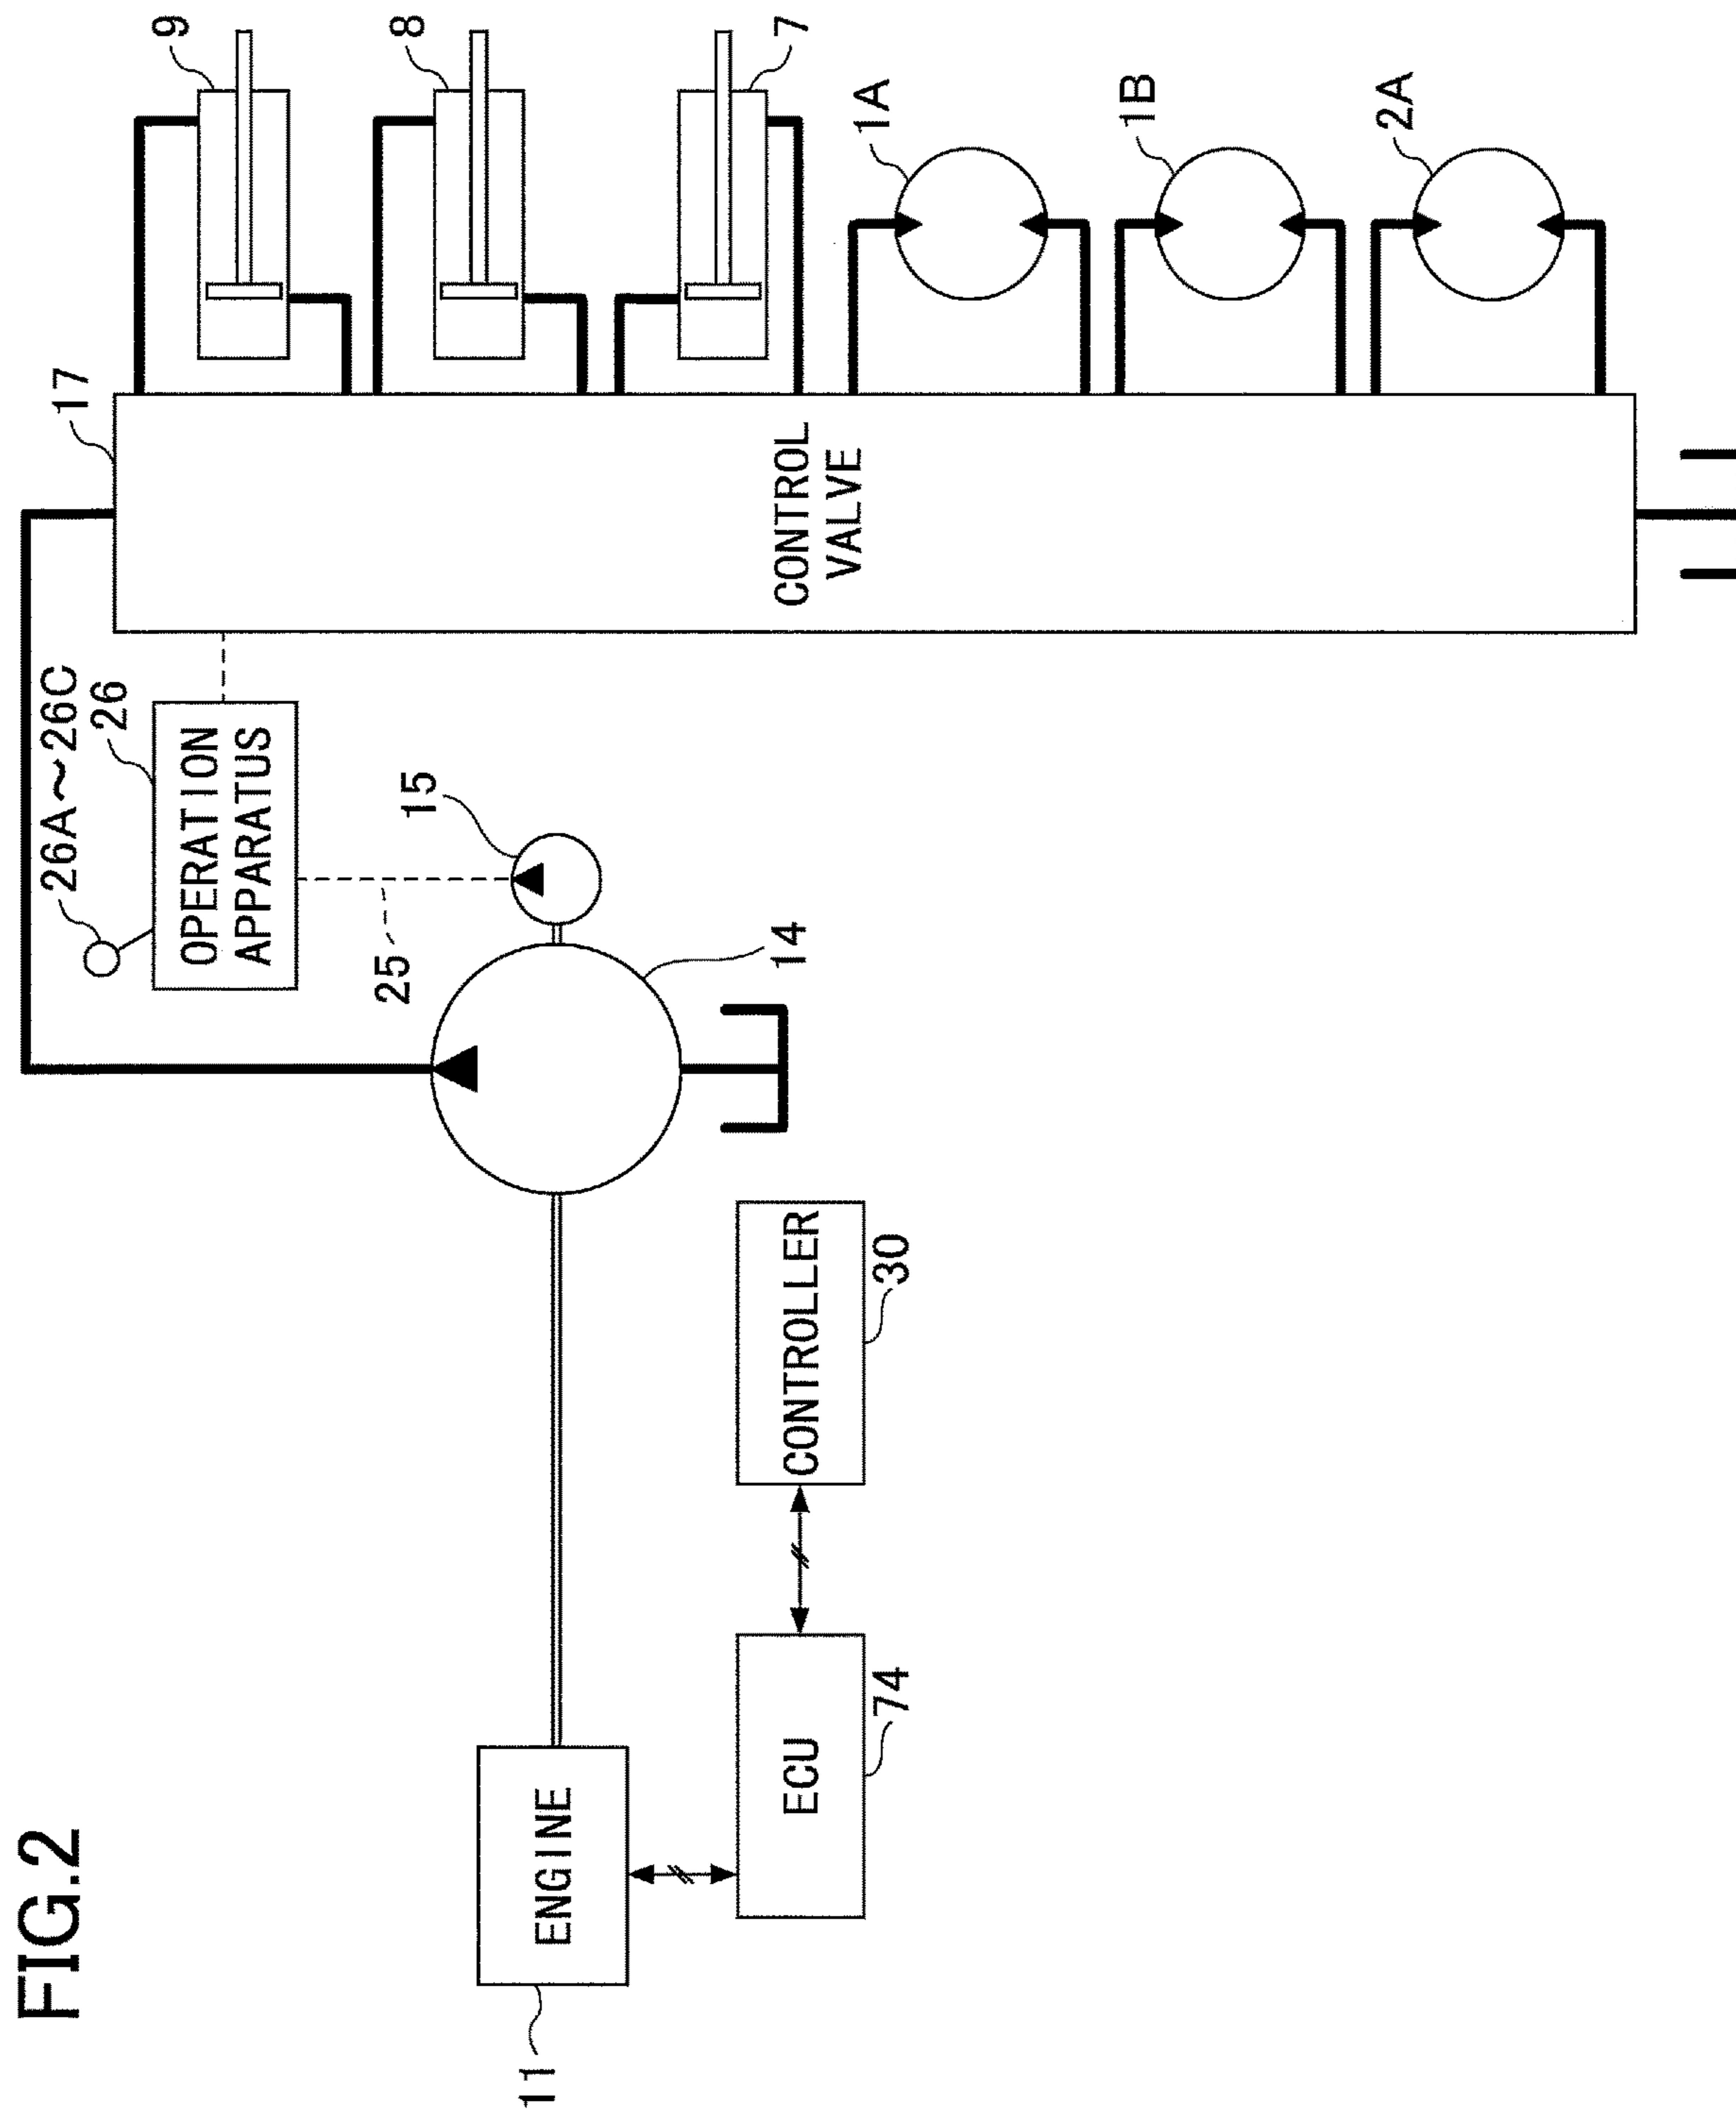 FIG.2
11
ENGINE
ECU
74
CONTROLLER
30
14
15
25
26A~26C
26
OPERATION
APPARATUS
17
CONTROL
VALVE
9
8
7
1A
1B
2A